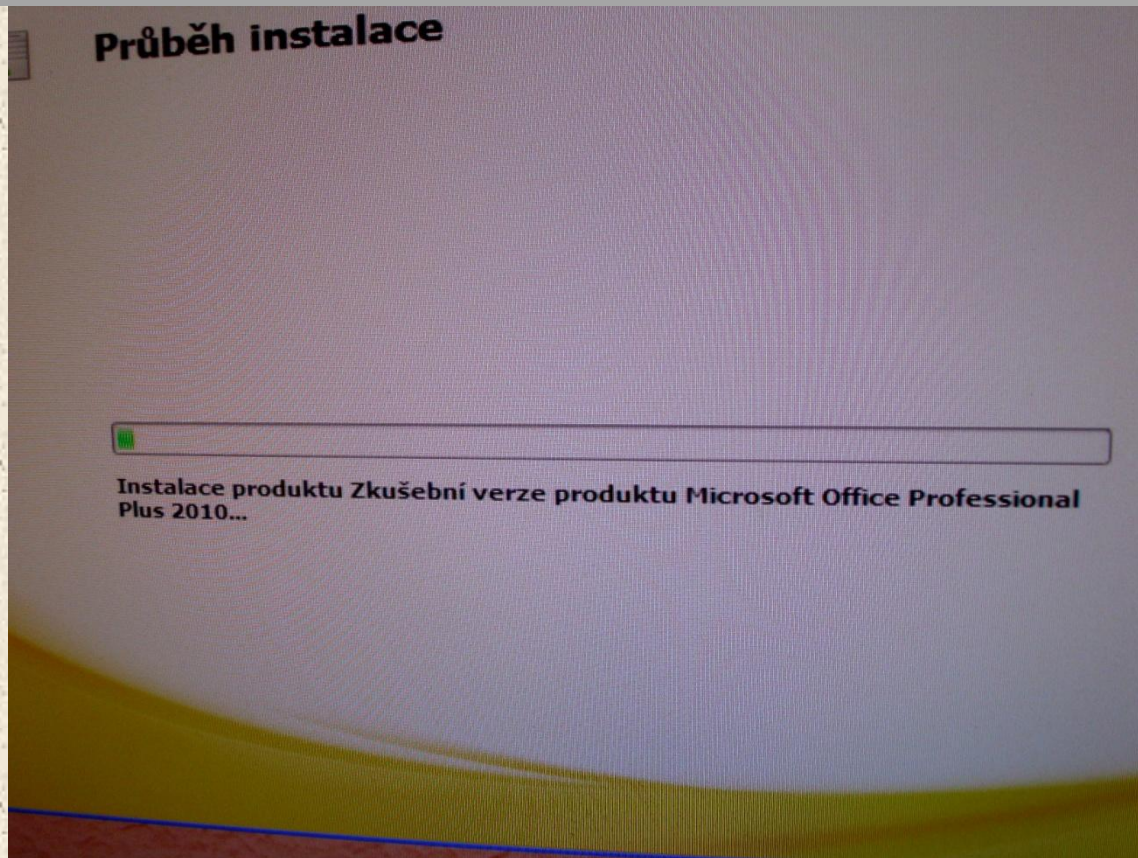 Průběh instalace
Instalace produktu Zkušební verze produktu Microsoft Office Professional
Plus 2010...